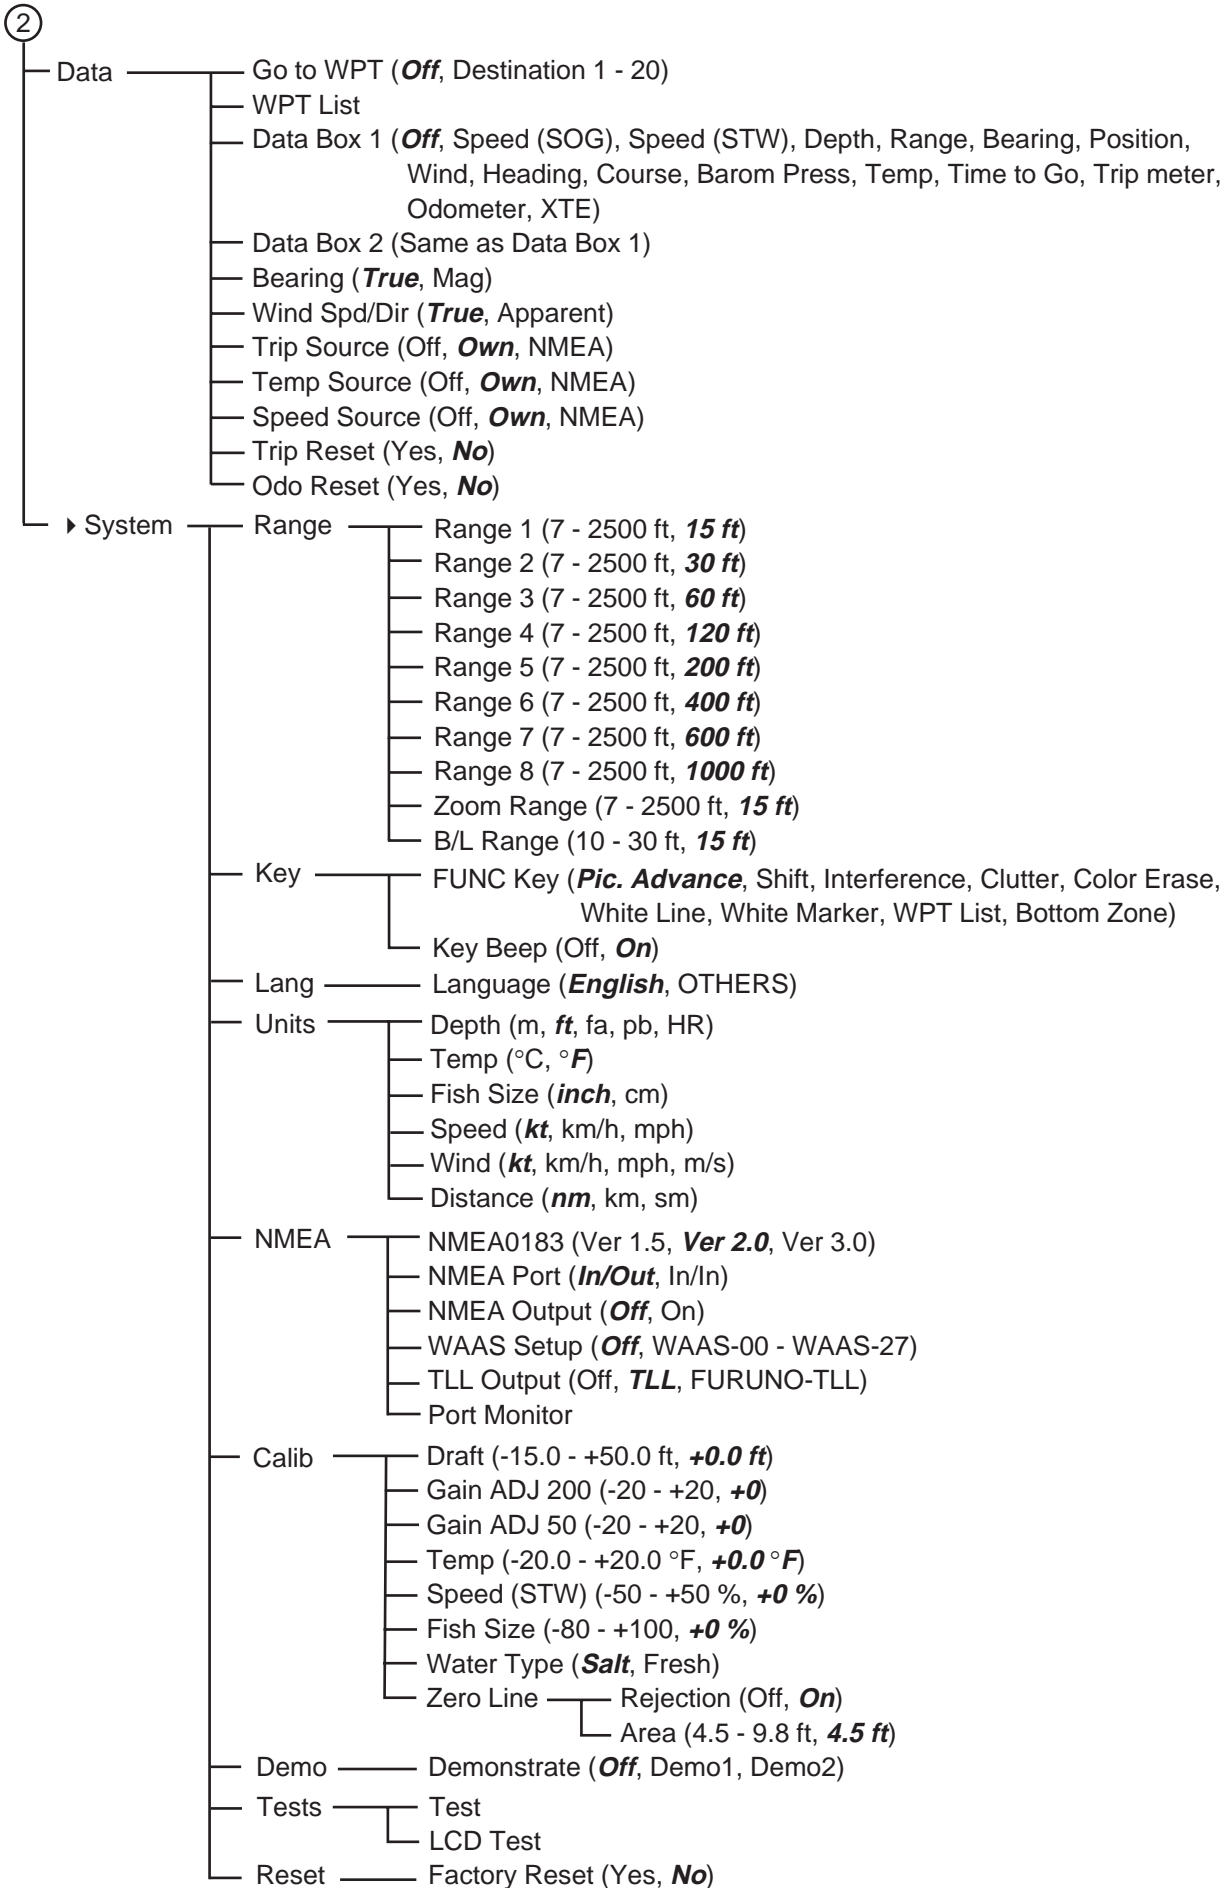 2
Data
Go to WPT (Off, Destination 1 - 20)
WPT List
Data Box 1 (Off, Speed (SOG), Speed (STW), Depth, Range, Bearing, Position,
Wind, Heading, Course, Barom Press, Temp, Time to Go, Trip meter,
Odometer, XTE)
Data Box 2 (Same as Data Box 1)
Bearing (True, Mag)
Wind Spd/Dir (True, Apparent)
Trip Source (Off, Own, NMEA)
Temp Source (Off, Own, NMEA)
Speed Source (Off, Own, NMEA)
Trip Reset (Yes, No)
Odo Reset (Yes, No)
System
Range
Range 1 (7 - 2500 ft, 15 ft)
Range 2 (7 - 2500 ft, 30 ft)
Range 3 (7 - 2500 ft, 60 ft)
Range 4 (7 - 2500 ft, 120 ft)
Range 5 (7 - 2500 ft, 200 ft)
Range 6 (7 - 2500 ft, 400 ft)
Range 7 (7 - 2500 ft, 600 ft)
Range 8 (7 - 2500 ft, 1000 ft)
Zoom Range (7 - 2500 ft, 15 ft)
B/L Range (10 - 30 ft, 15 ft)
Key
FUNC Key (Pic. Advance, Shift, Interference, Clutter, Color Erase,
White Line, White Marker, WPT List, Bottom Zone)
Key Beep (Off, On)
Lang
Language (English, OTHERS)
Units
Depth (m, ft, fa, pb, HR)
Temp (°C, °F)
Fish Size (inch, cm)
Speed (kt, km/h, mph)
Wind (kt, km/h, mph, m/s)
Distance (nm, km, sm)
NMEA
NMEA0183 (Ver 1.5, Ver 2.0, Ver 3.0)
NMEA Port (In/Out, In/In)
NMEA Output (Off, On)
WAAS Setup (Off, WAAS-00 - WAAS-27)
TLL Output (Off, TLL, FURUNO-TLL)
Port Monitor
Calib
Draft (-15.0 - +50.0 ft, +0.0 ft)
Gain ADJ 200 (-20 - +20, +0)
Gain ADJ 50 (-20 - +20, +0)
Temp (-20.0 - +20.0 °F, +0.0 °F)
Speed (STW) (-50 - +50 %, +0 %)
Fish Size (-80 - +100, +0 %)
Water Type (Salt, Fresh)
Zero Line
Rejection (Off, On)
Area (4.5 - 9.8 ft, 4.5 ft)
Demo
Demonstrate (Off, Demo1, Demo2)
Tests
Test
LCD Test
Reset
Factory Reset (Yes, No)